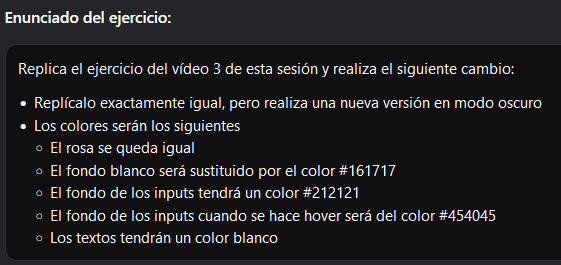 Enunciado del ejercicio:
Replica el ejercicio del vídeo 3 de esta sesión y realiza el siguiente cambio:
Replícalo exactamente igual, pero realiza una nueva versión en modo oscuro
Los colores serán los siguientes
El rosa se queda igual
El fondo blanco será sustituido por el color #161717
El fondo de los inputs tendrá un color #212121
El fondo de los inputs cuando se hace hover será del color #454045
Los textos tendrán un color blanco